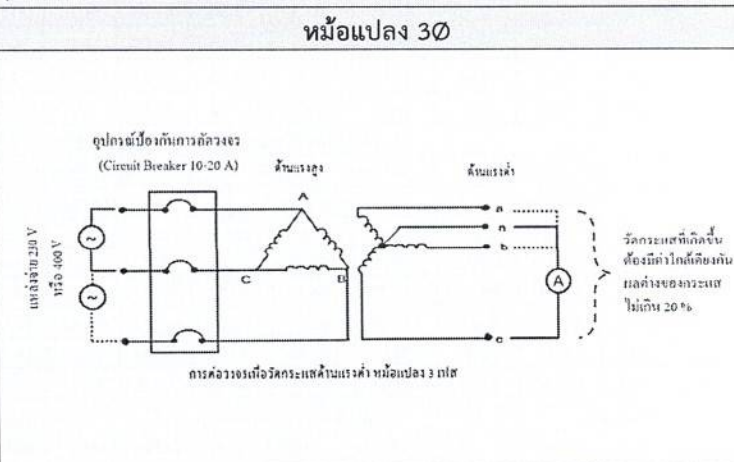 หม้อแปลง 3Ø
อุปกรณ์ป้องกันการลัดวงจร
(Circuit Breaker 10-20 A)
ด้านแรงสูง
ด้านแรงต่ำ
A
a
n
b
C
B
A
c
แหล่งจ่าย 230 V
หรือ 400 V
~
~
วัดกระแสที่เกิดขึ้น
ต้องมีค่าใกล้เคียงกัน
ผลต่างของกระแส
ไม่เกิน 20 %
การต่อวงจรเพื่อวัดกระแสด้านแรงต่ำ หม้อแปลง 3 เฟส